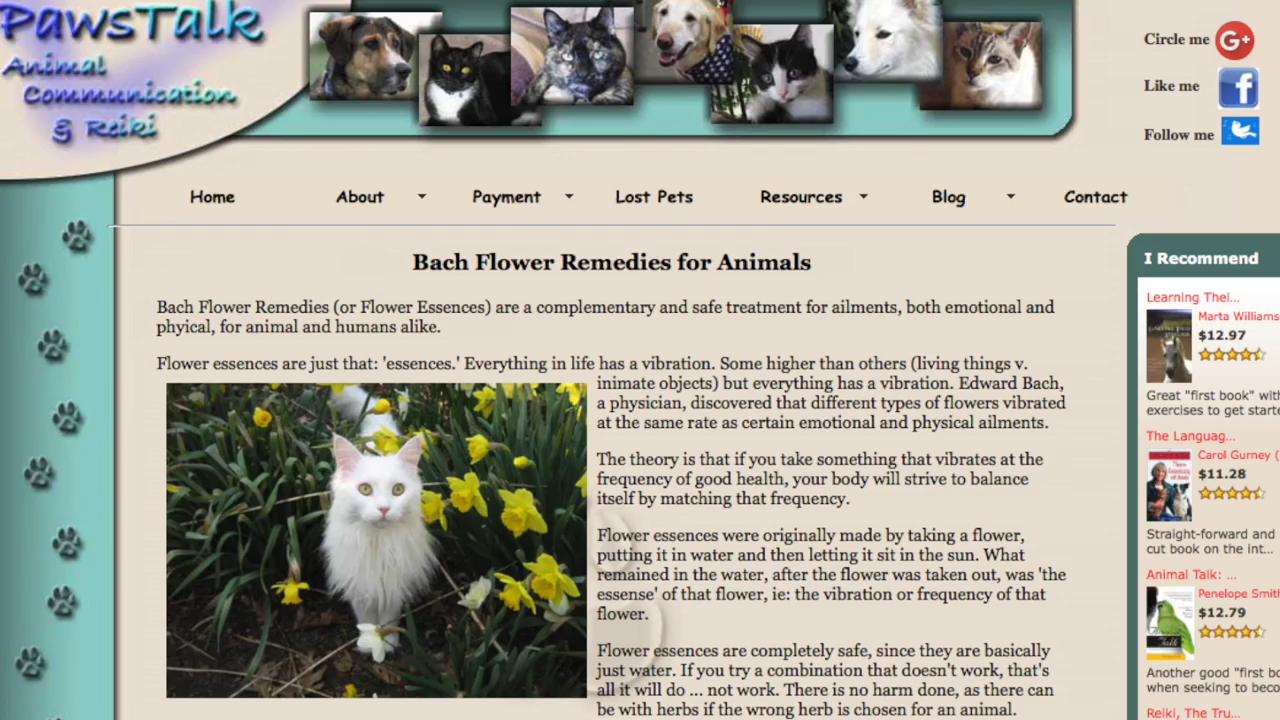 PawsTalk
Animal
Communication
& Reiki
Circle me
Like me
Follow me
Home About Payment Lost Pets Resources Blog Contact
Bach Flower Remedies for Animals
Bach Flower Remedies (or Flower Essences) are a complementary and safe treatment for ailments, both emotional and
phyical, for animal and humans alike.
Flower essences are just that: 'essences.' Everything in life has a vibration. Some higher than others (living things v.
inimate objects) but everything has a vibration. Edward Bach,
a physician, discovered that different types of flowers vibrated
at the same rate as certain emotional and physical ailments.
The theory is that if you take something that vibrates at the
frequency of good health, your body will strive to balance
itself by matching that frequency.
Flower essences were originally made by taking a flower,
putting it in water and then letting it sit in the sun. What
remained in the water, after the flower was taken out, was 'the
essense' of that flower, ie: the vibration or frequency of that
flower.
Flower essences are completely safe, since they are basically
just water. If you try a combination that doesn't work, that's
all it will do ... not work. There is no harm done, as there can
be with herbs if the wrong herb is chosen for an animal.
I Recommend
Learning Thei...
Marta Williams
$12.97
Great "first book" with
exercises to get start
The Languag...
Carol Gurney (
$11.28
Straight-forward and
cut book on the int...
Animal Talk: ...
Penelope Smith
$12.79
Another good "first b
when seeking to beco
Reiki, The Tru...